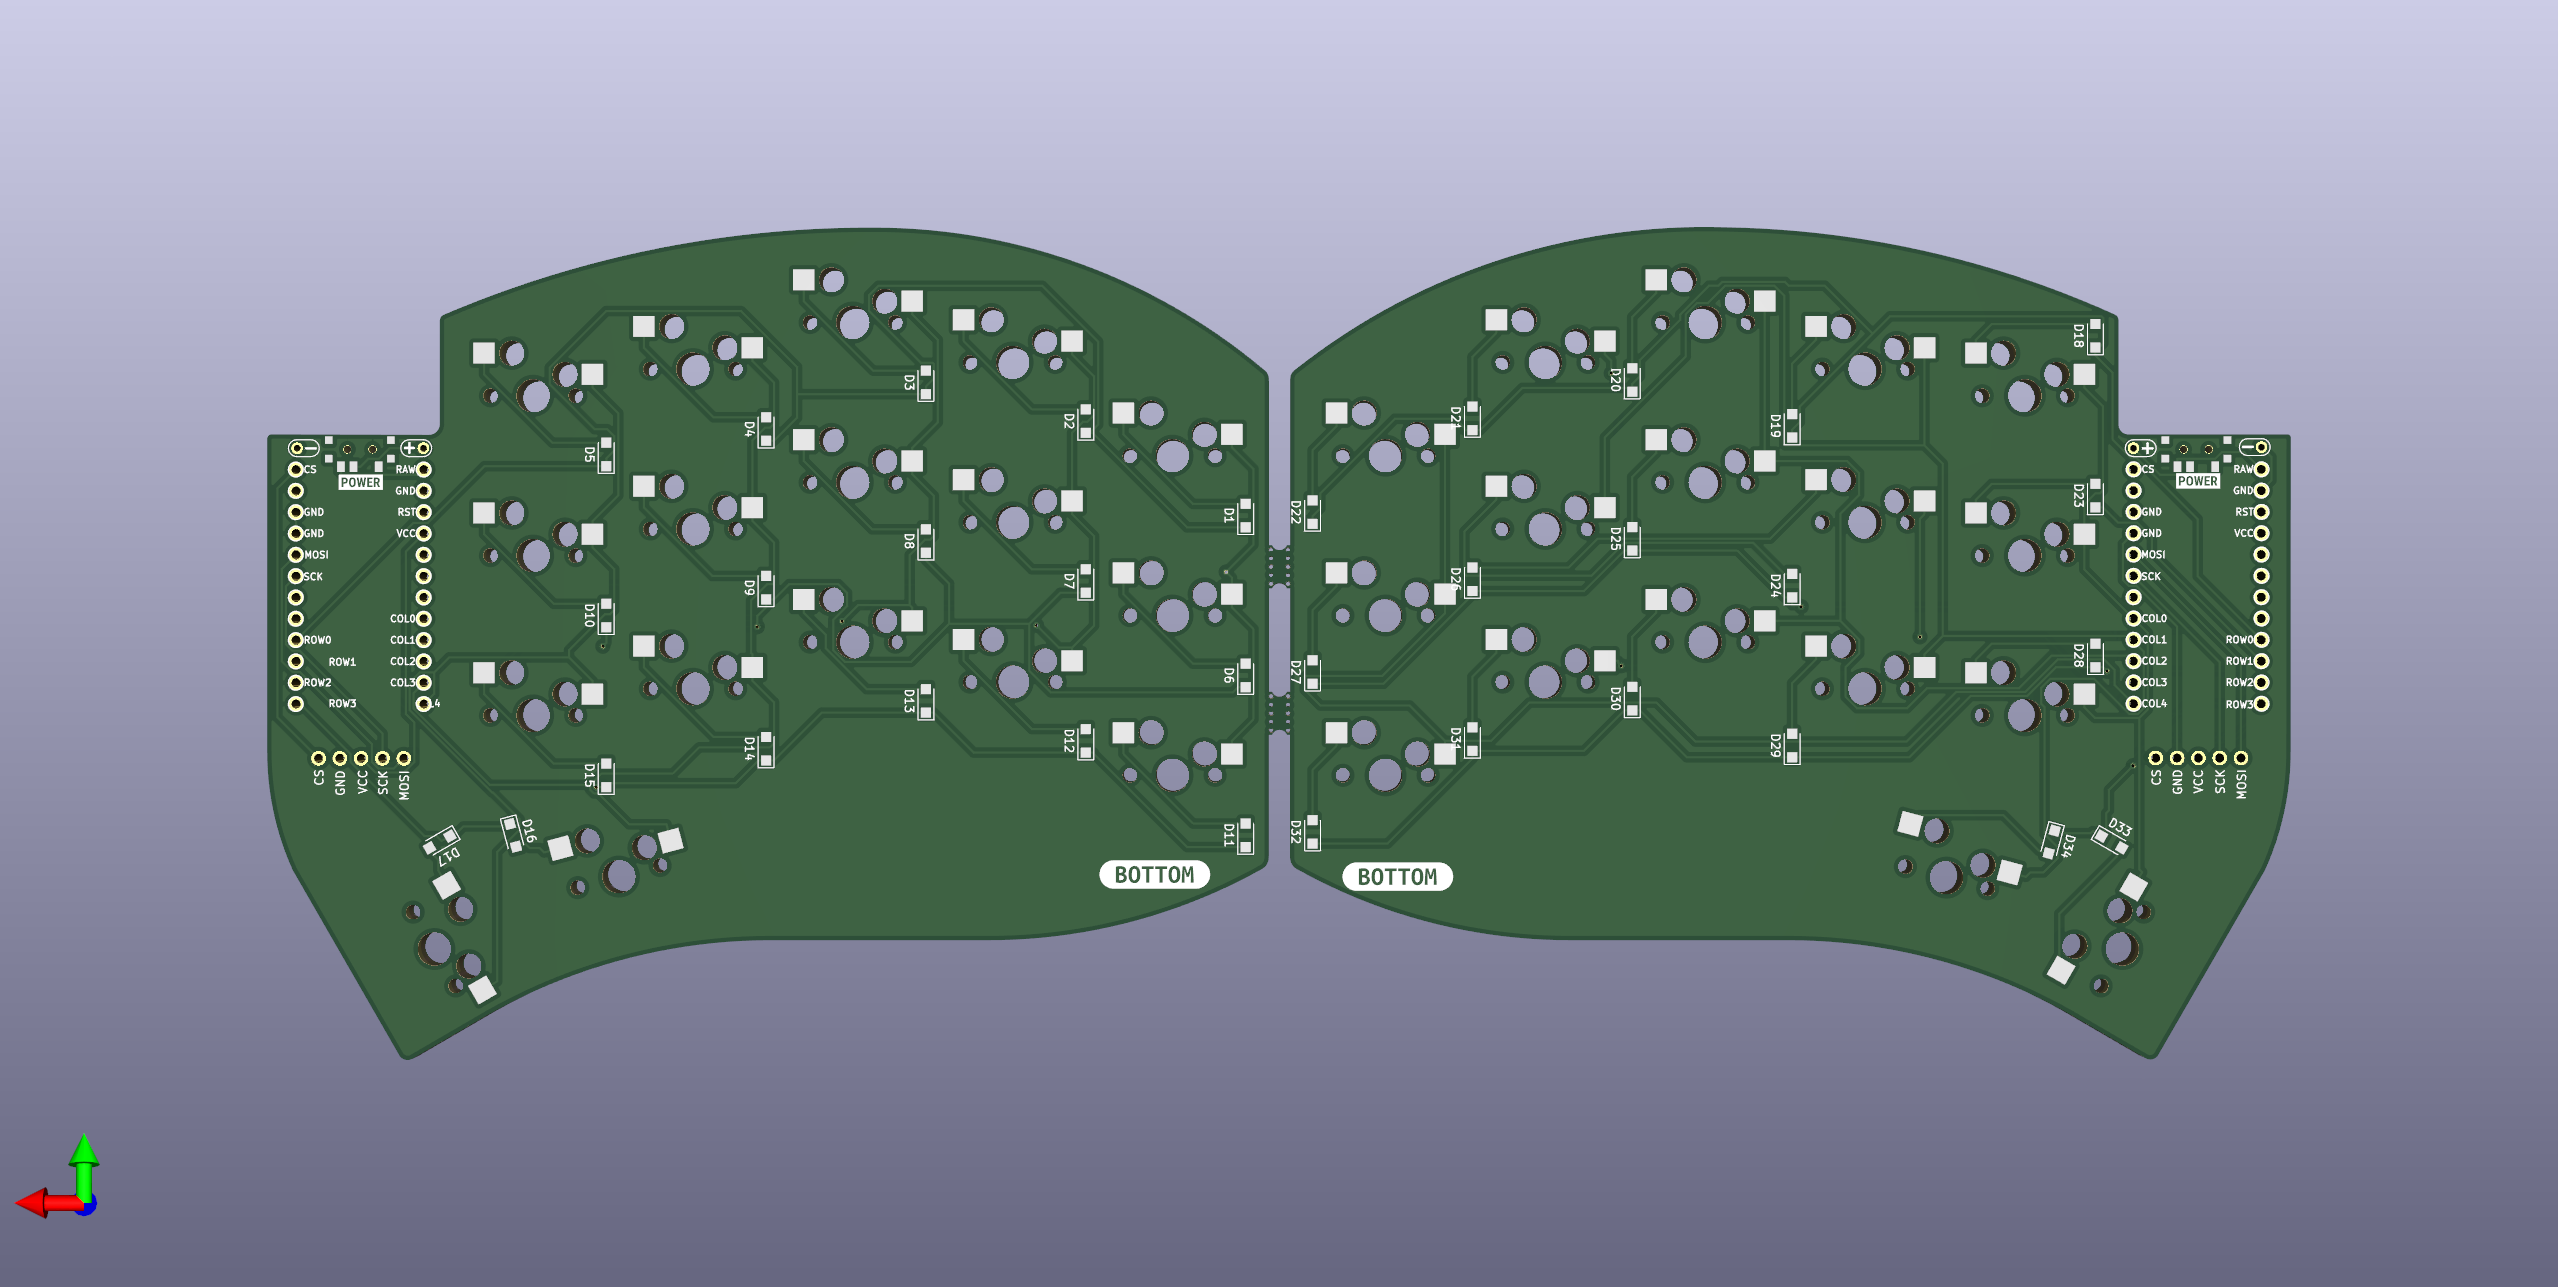 D18
D3
D20
D2
D4
D21
D19
D5
− +
+ −
CS RAW
POWER
GND
GND RST
GND VCC
MOSI
SCK
COL0
ROW0 COL1
ROW1 COL2
ROW2 COL3
ROW3
CS RAW
POWER
GND
GND RST
GND VCC
MOSI
SCK
COL0
COL1 ROW0
COL2 ROW1
COL3 ROW2
COL4 ROW3
D23
D1
D22
D8
D25
D7
D26
D9
D24
D10
D28
D6
D27
D13
D30
D12
D31
D14
D29
D15
CS
GND
VCC
SCK
MOSI
CS
GND
VCC
SCK
MOSI
D16
D17
D11
D32
D33
D34
BOTTOM
BOTTOM